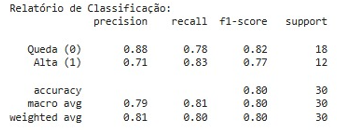 Relatório de Classificação:
precision recall f1-score support
Queda (0) 0.88 0.78 0.82 18
Alta (1) 0.71 0.83 0.77 12
accuracy 0.80 30
macro avg 0.79 0.81 0.80 30
weighted avg 0.81 0.80 0.80 30